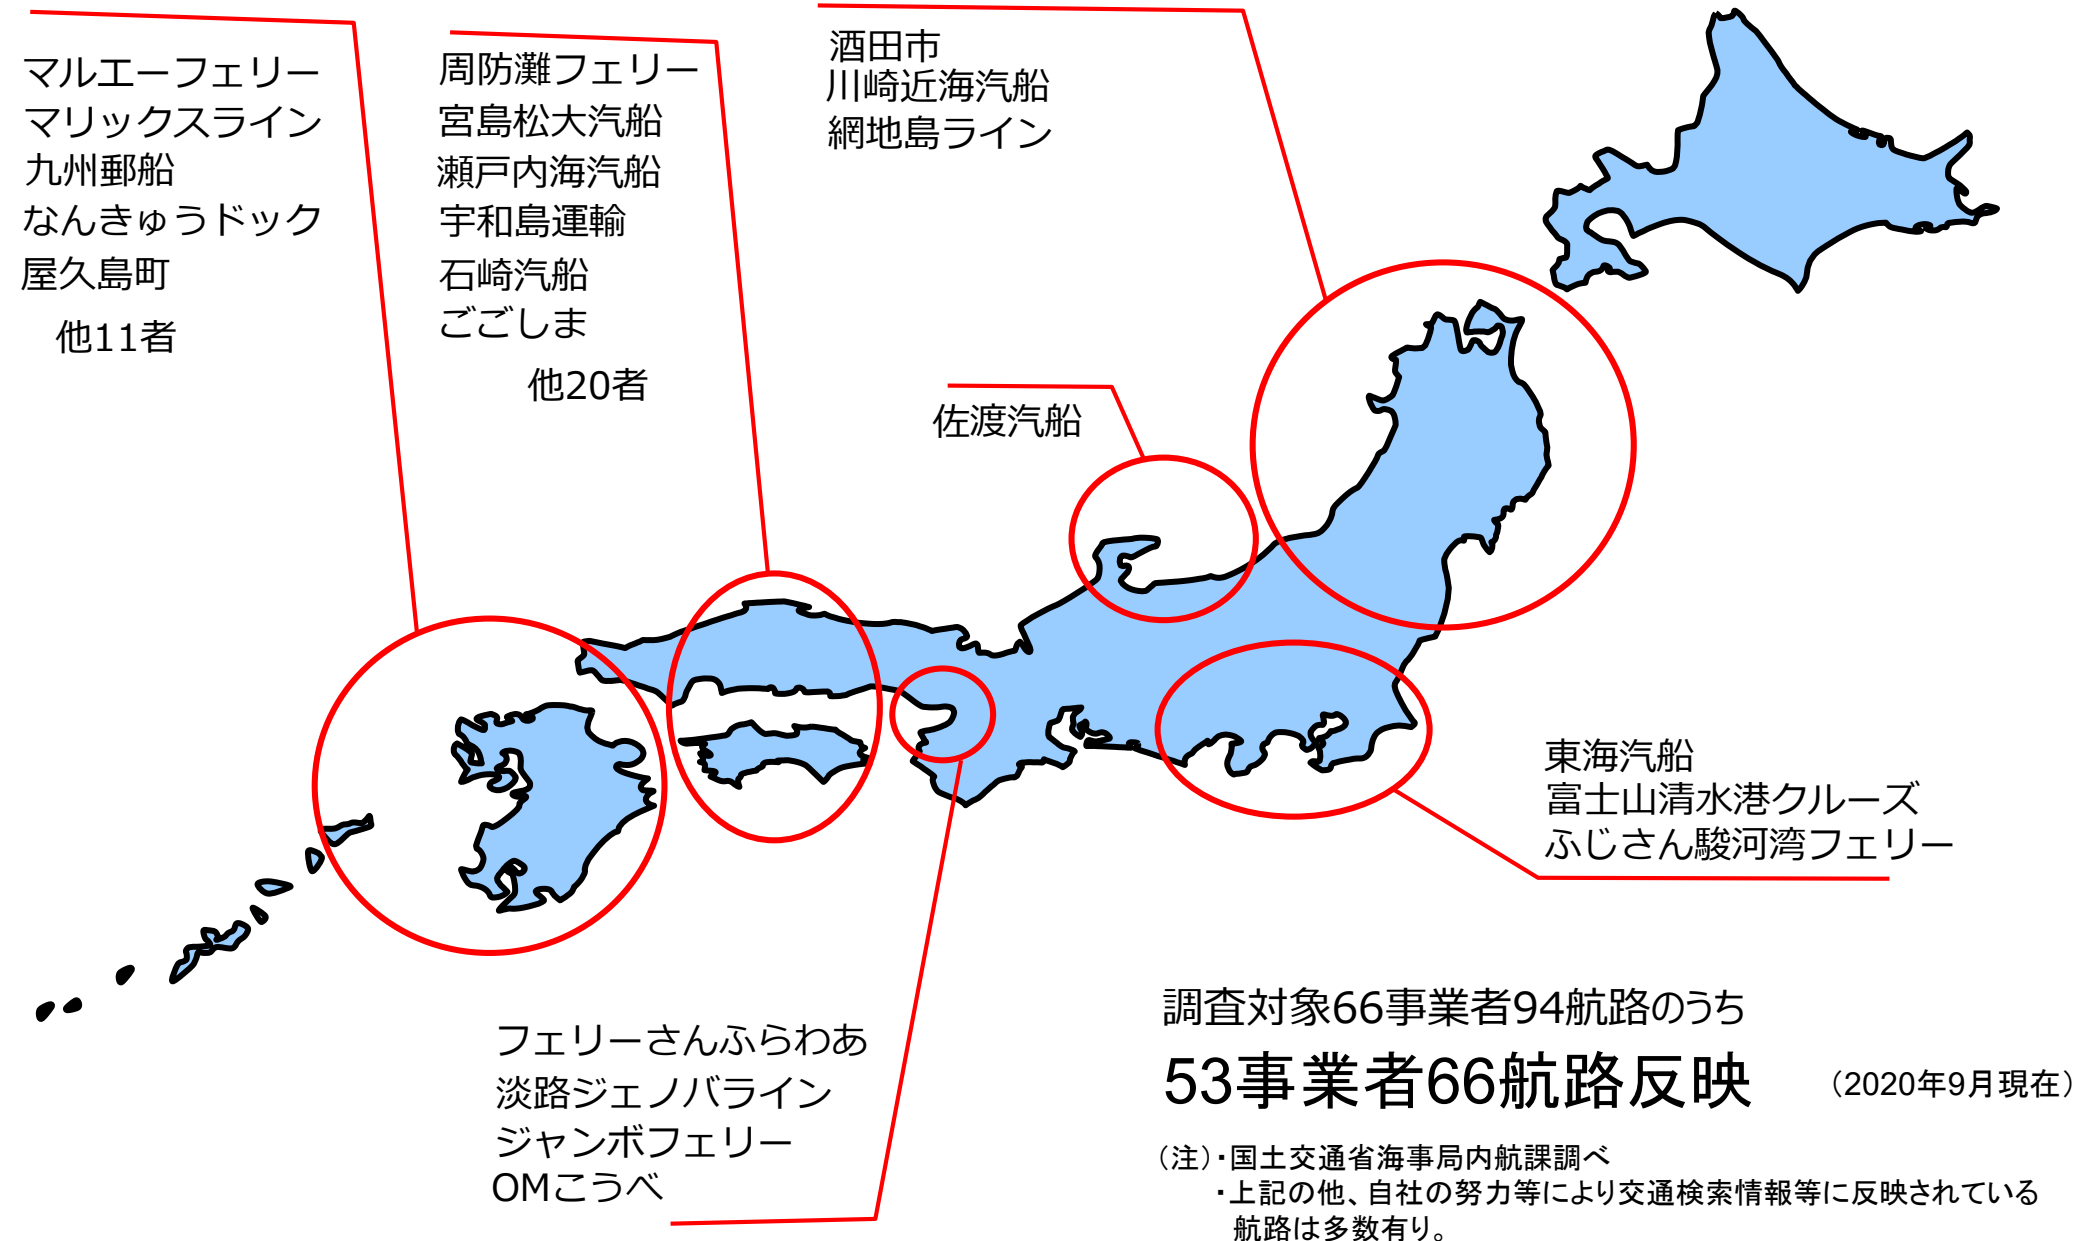 マルエーフェリー
マリックスライン
九州郵船
なんきゅうドック
屋久島町
他11者
周防灘フェリー
宮島松大汽船
瀬戸内海汽船
宇和島運輸
石崎汽船
ごごしま
他20者
酒田市
川崎近海汽船
網地島ライン
佐渡汽船
東海汽船
富士山清水港クルーズ
ふじさん駿河湾フェリー
フェリーさんふらわあ
淡路ジェノバライン
ジャンボフェリー
OMこうべ
調査対象66事業者94航路のうち
53事業者66航路反映 （2020年9月現在）
（注）・国土交通省海事局内航課調べ
・上記の他、自社の努力等により交通検索情報等に反映されている
航路は多数有り。